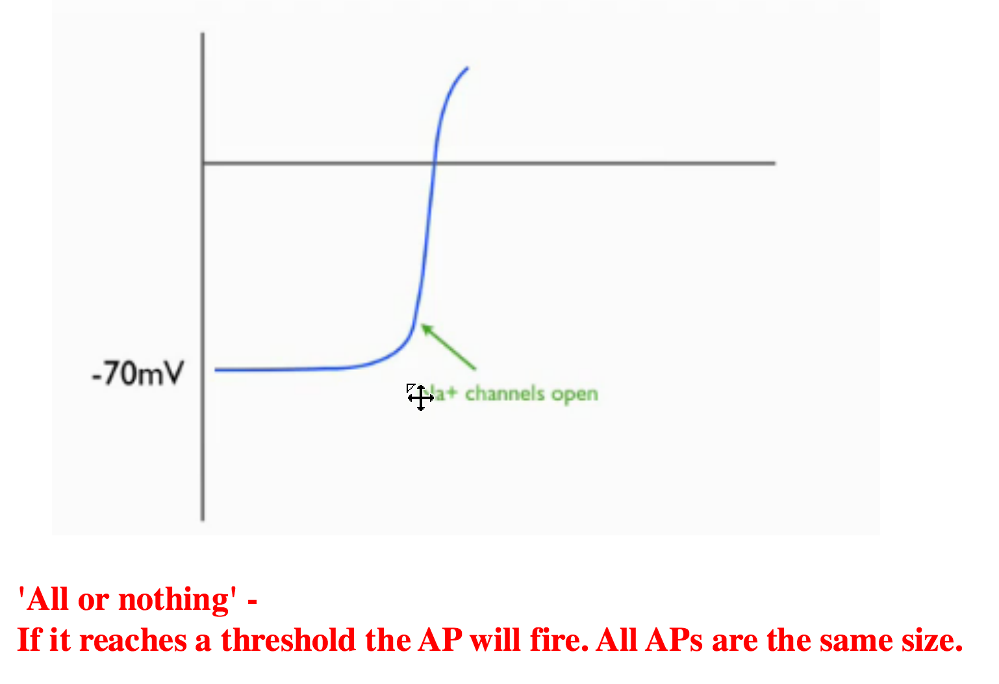 -70mV
Na+ channels open
'All or nothing' -
If it reaches a threshold the AP will fire. All APs are the same size.